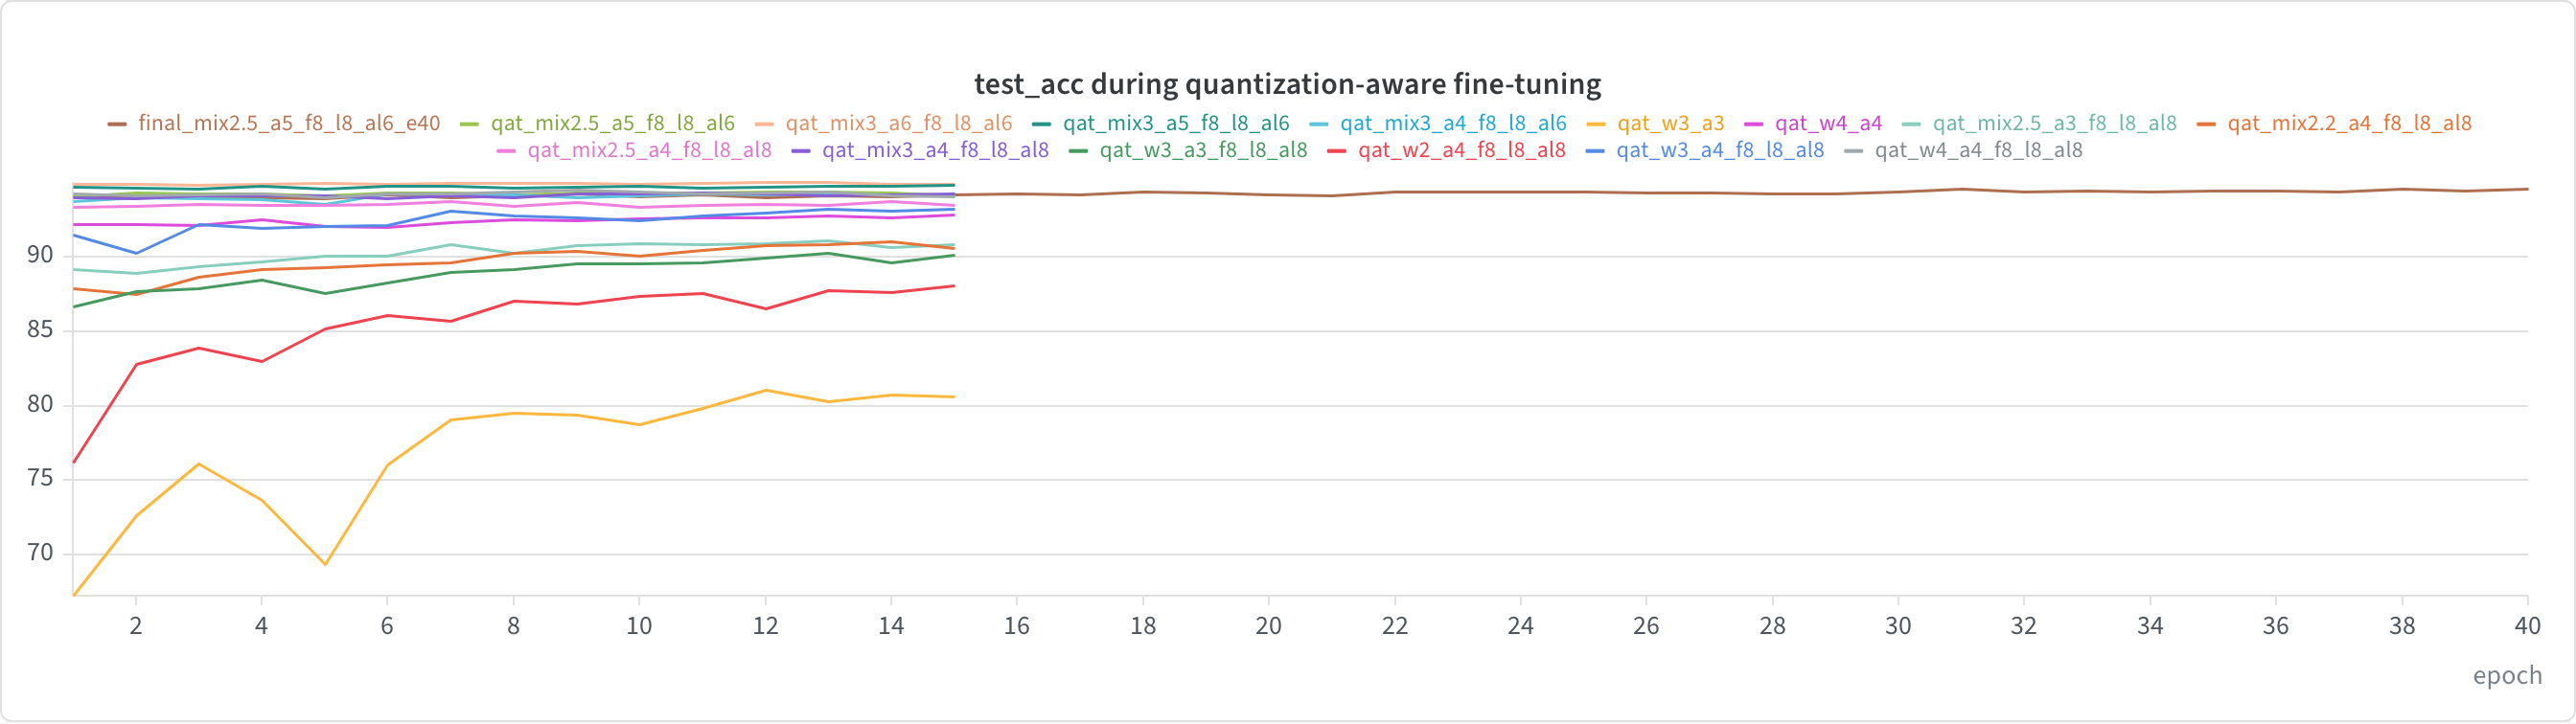 test_acc during quantization-aware fine-tuning
final_mix2.5_a5_f8_l8_al6_e40 qat_mix2.5_a5_f8_l8_al6 qat_mix3_a6_f8_l8_al6 qat_mix3_a5_f8_l8_al6 qat_mix3_a4_f8_l8_al6 qat_w3_a3 qat_w4_a4 qat_mix2.5_a3_f8_l8_al8 qat_mix2.2_a4_f8_l8_al8
qat_mix2.5_a4_f8_l8_al8 qat_mix3_a4_f8_l8_al8 qat_w3_a3_f8_l8_al8 qat_w2_a4_f8_l8_al8 qat_w3_a4_f8_l8_al8 qat_w4_a4_f8_l8_al8
90
85
80
75
70
2 4 6 8 10 12 14 16 18 20 22 24 26 28 30 32 34 36 38 40
epoch